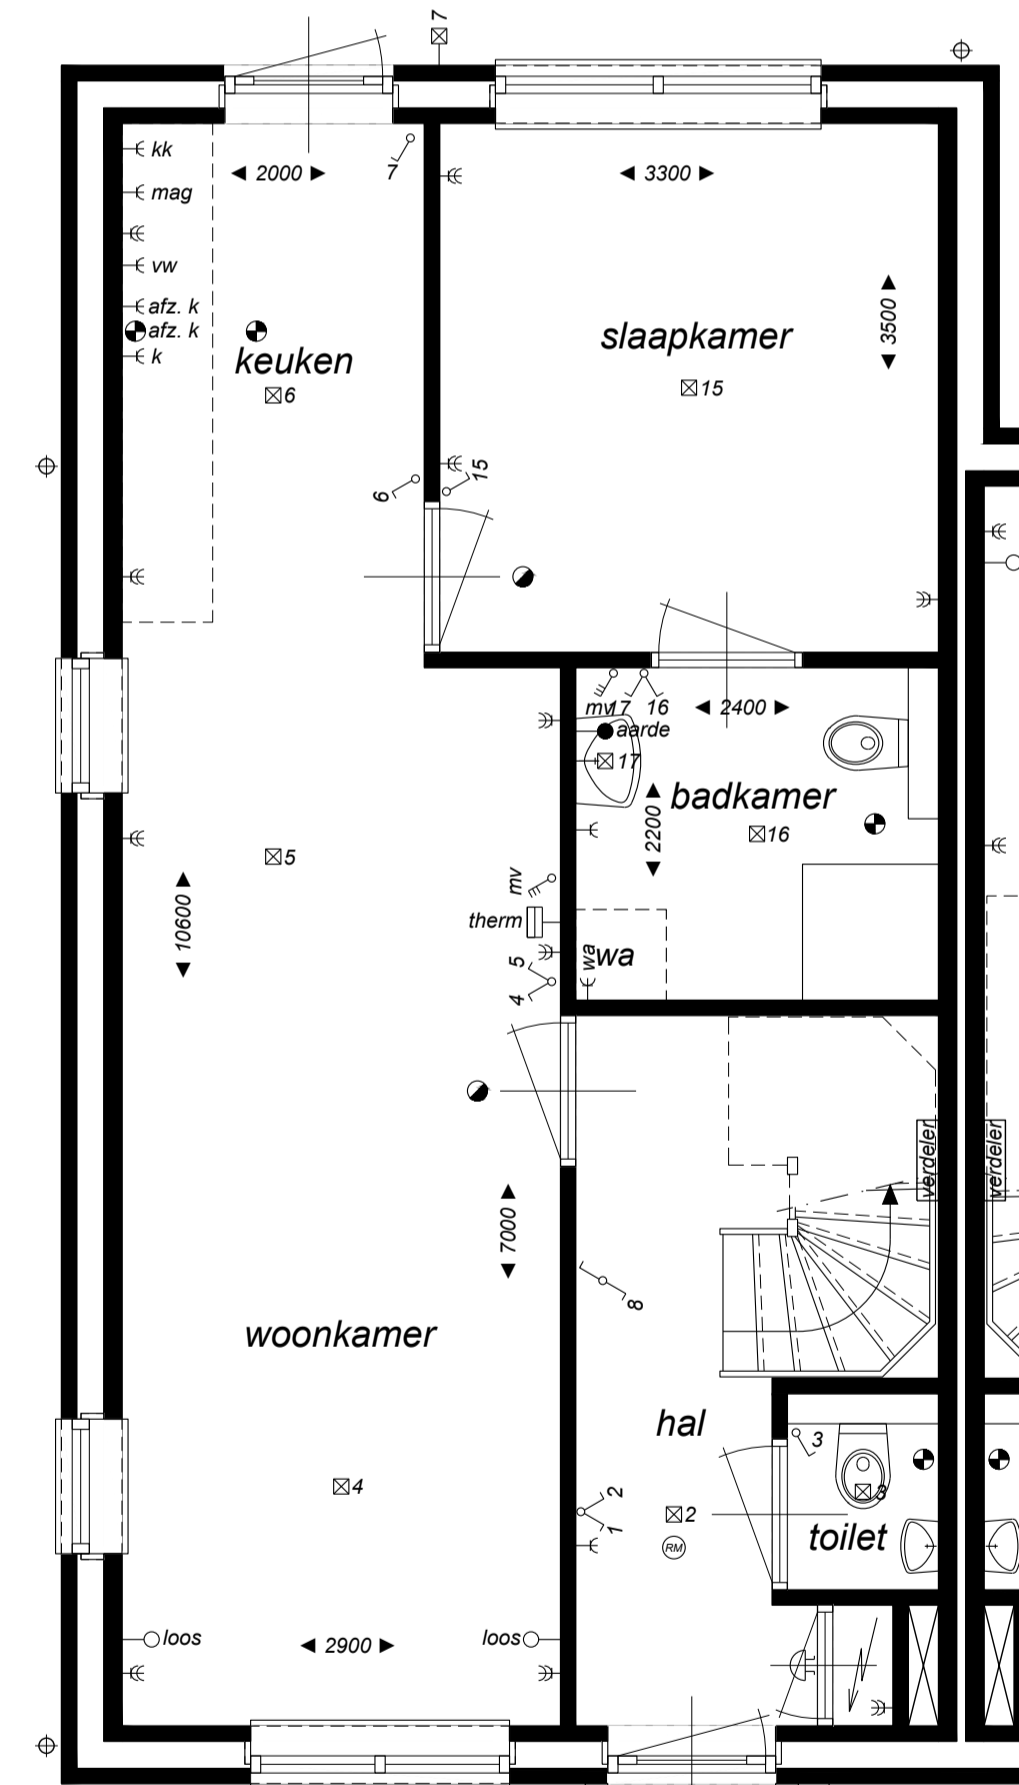 7
kk
mag
vw
afz. k
afz. k
k
2000
7
3300
keuken
6
slaapkamer
3500
15
6
15
mv
17
16
2400
aarde
17
badkamer
2200
16
5
10600
mv
therm
5
4
wa
wa
verdeler
verdeler
7000
8
woonkamer
hal
3
4
2
1
2
RM
3
toilet
loos
2900
loos